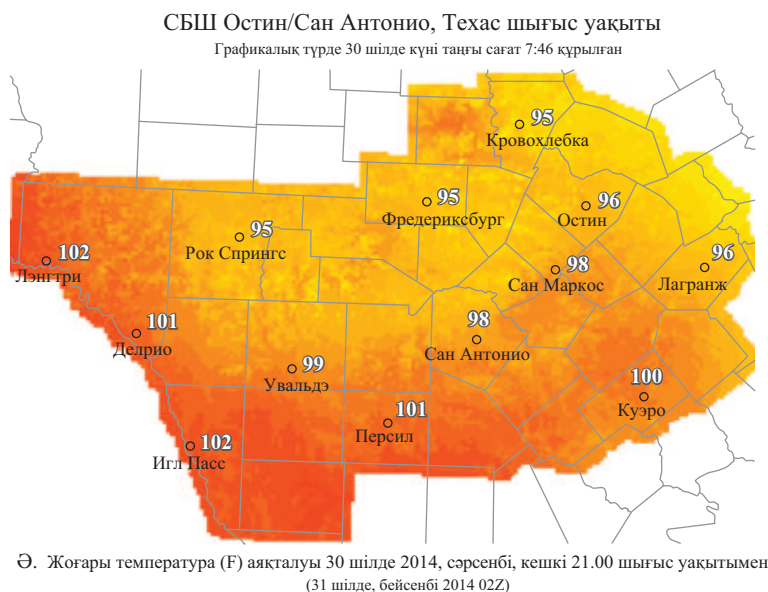 СБШ Остин/Сан Антонио, Техас шығыс уақыты
Графикалық түрде 30 шілде күні таңғы сағат 7:46 құрылған
95
Кровохлебка
95
Фредериксбург
96
Остин
95
Рок Спрингс
102
Лэнгтри
98
Сан Маркос
96
Лагранж
101
Делрио
98
Сан Антонио
99
Увальдэ
100
Куэро
101
Персил
102
Игл Пасс
Ә. Жоғары температура (F) аяқталуы 30 шілде 2014, сәрсенбі, кешкі 21.00 шығыс уақытымен
(31 шілде, бейсенбі 2014 02Z)